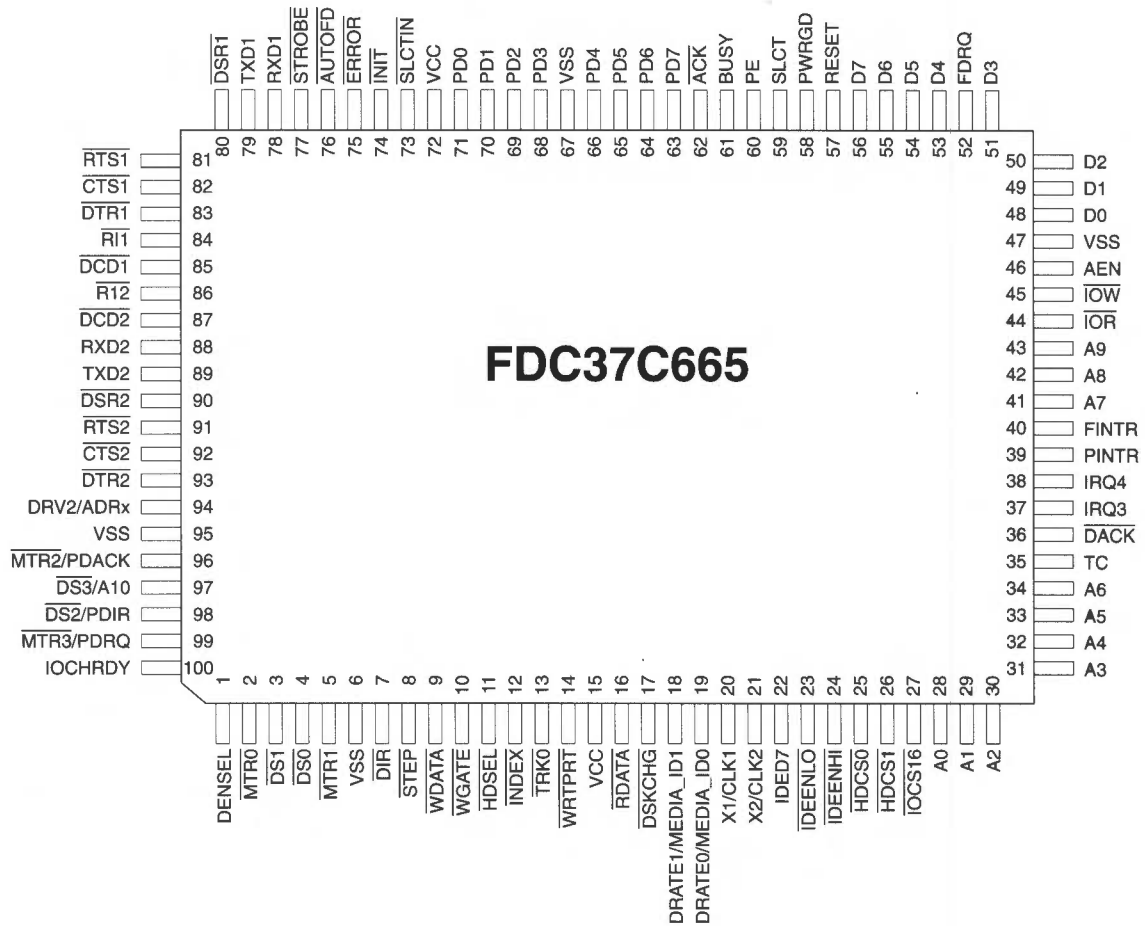 DSR1 TXD1 RXD1 STROBE AUTOFD ERROR INIT SLCTIN VCC PD0 PD1 PD2 PD3 VSS PD4 PD5 PD6 PD7 ACK BUSY PE SLCT PWRGD RESET D7 D6 D5 D4 FDRQ D3
80 79 78 77 76 75 74 73 72 71 70 69 68 67 66 65 64 63 62 61 60 59 58 57 56 55 54 53 52 51
RTS1 81
CTS1 82
DTR1 83
RI1 84
DCD1 85
R12 86
DCD2 87
RXD2 88
TXD2 89
DSR2 90
RTS2 91
CTS2 92
DTR2 93
DRV2/ADRx 94
VSS 95
MTR2/PDACK 96
DS3/A10 97
DS2/PDIR 98
MTR3/PDRQ 99
IOCHRDY 100
FDC37C665
50 D2
49 D1
48 D0
47 VSS
46 AEN
45 IOW
44 IOR
43 A9
42 A8
41 A7
40 FINTR
39 PINTR
38 IRQ4
37 IRQ3
36 DACK
35 TC
34 A6
33 A5
32 A4
31 A3
1 2 3 4 5 6 7 8 9 10 11 12 13 14 15 16 17 18 19 20 21 22 23 24 25 26 27 28 29 30
DENSEL MTR0 DS1 DS0 MTR1 VSS DIR STEP WDATA WGATE HDSEL INDEX TRK0 WRTPRT VCC RDATA DSKCHG DRATE1/MEDIA_ID1 DRATE0/MEDIA_ID0 X1/CLK1 X2/CLK2 IDED7 IDEENLO IDEENHI HDCS0 HDCS1 IOCS16 A0 A1 A2